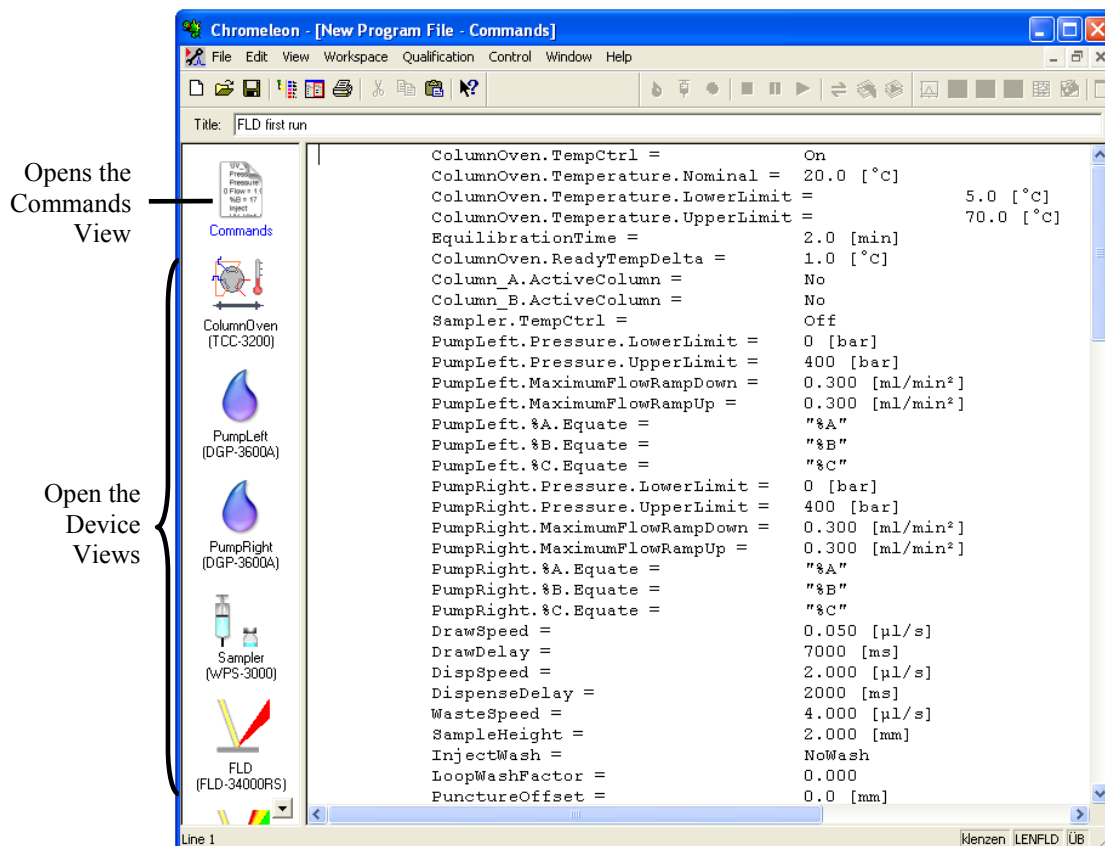 Chromeleon - [New Program File - Commands]
File Edit View Workspace Qualification Control Window Help
Title: FLD first run
Opens the
Commands
View
Commands
ColumnOven
(TCC-3200)
PumpLeft
(DGP-3600A)
Open the
Device
Views
PumpRight
(DGP-3600A)
Sampler
(WPS-3000)
FLD
(FLD-34000RS)
ColumnOven.TempCtrl = On
ColumnOven.Temperature.Nominal = 20.0 [°C]
ColumnOven.Temperature.LowerLimit = 5.0 [°C]
ColumnOven.Temperature.UpperLimit = 70.0 [°C]
EquilibrationTime = 2.0 [min]
ColumnOven.ReadyTempDelta = 1.0 [°C]
Column_A.ActiveColumn = No
Column_B.ActiveColumn = No
Sampler.TempCtrl = Off
PumpLeft.Pressure.LowerLimit = 0 [bar]
PumpLeft.Pressure.UpperLimit = 400 [bar]
PumpLeft.MaximumFlowRampDown = 0.300 [ml/min²]
PumpLeft.MaximumFlowRampUp = 0.300 [ml/min²]
PumpLeft.%A.Equate = "%A"
PumpLeft.%B.Equate = "%B"
PumpLeft.%C.Equate = "%C"
PumpRight.Pressure.LowerLimit = 0 [bar]
PumpRight.Pressure.UpperLimit = 400 [bar]
PumpRight.MaximumFlowRampDown = 0.300 [ml/min²]
PumpRight.MaximumFlowRampUp = 0.300 [ml/min²]
PumpRight.%A.Equate = "%A"
PumpRight.%B.Equate = "%B"
PumpRight.%C.Equate = "%C"
DrawSpeed = 0.050 [µl/s]
DrawDelay = 7000 [ms]
DispSpeed = 2.000 [µl/s]
DispenseDelay = 2000 [ms]
WasteSpeed = 4.000 [µl/s]
SampleHeight = 2.000 [mm]
InjectWash = NoWash
LoopWashFactor = 0.000
PunctureOffset = 0.0 [mm]
Line 1
klenzen LENFLD ÜB